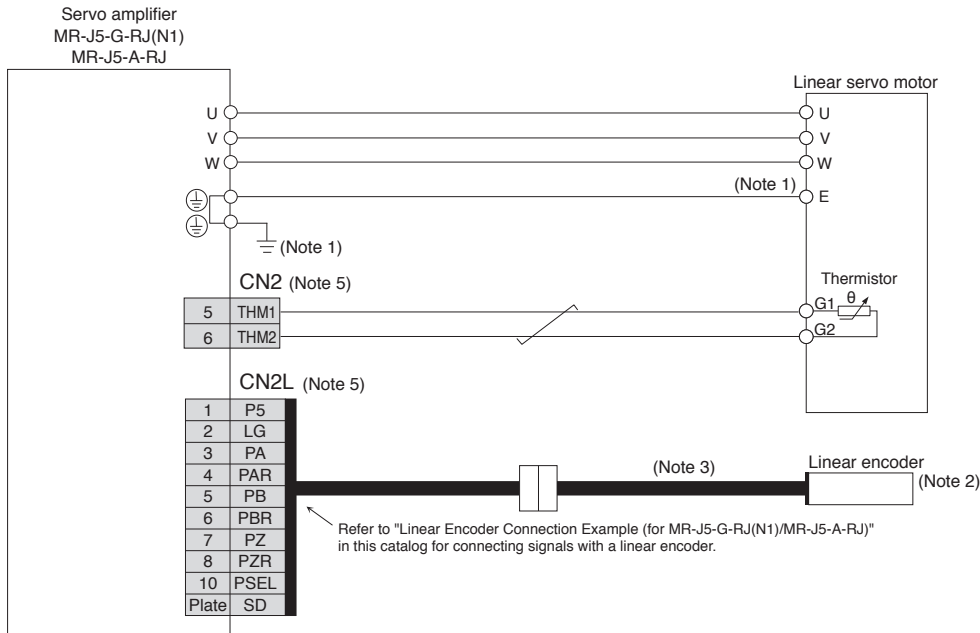 Servo amplifier
MR-J5-G-RJ(N1)
MR-J5-A-RJ
Linear servo motor
U U
V V
W W
(Note 1) E
(Note 1)
CN2 (Note 5)
Thermistor
5 THM1 G1 θ
6 THM2 G2
CN2L (Note 5)
1 P5
2 LG
3 PA
4 PAR
5 PB
6 PBR
7 PZ
8 PZR
10 PSEL
Plate SD
(Note 3)
Linear encoder
(Note 2)
Refer to "Linear Encoder Connection Example (for MR-J5-G-RJ(N1)/MR-J5-A-RJ)"
in this catalog for connecting signals with a linear encoder.